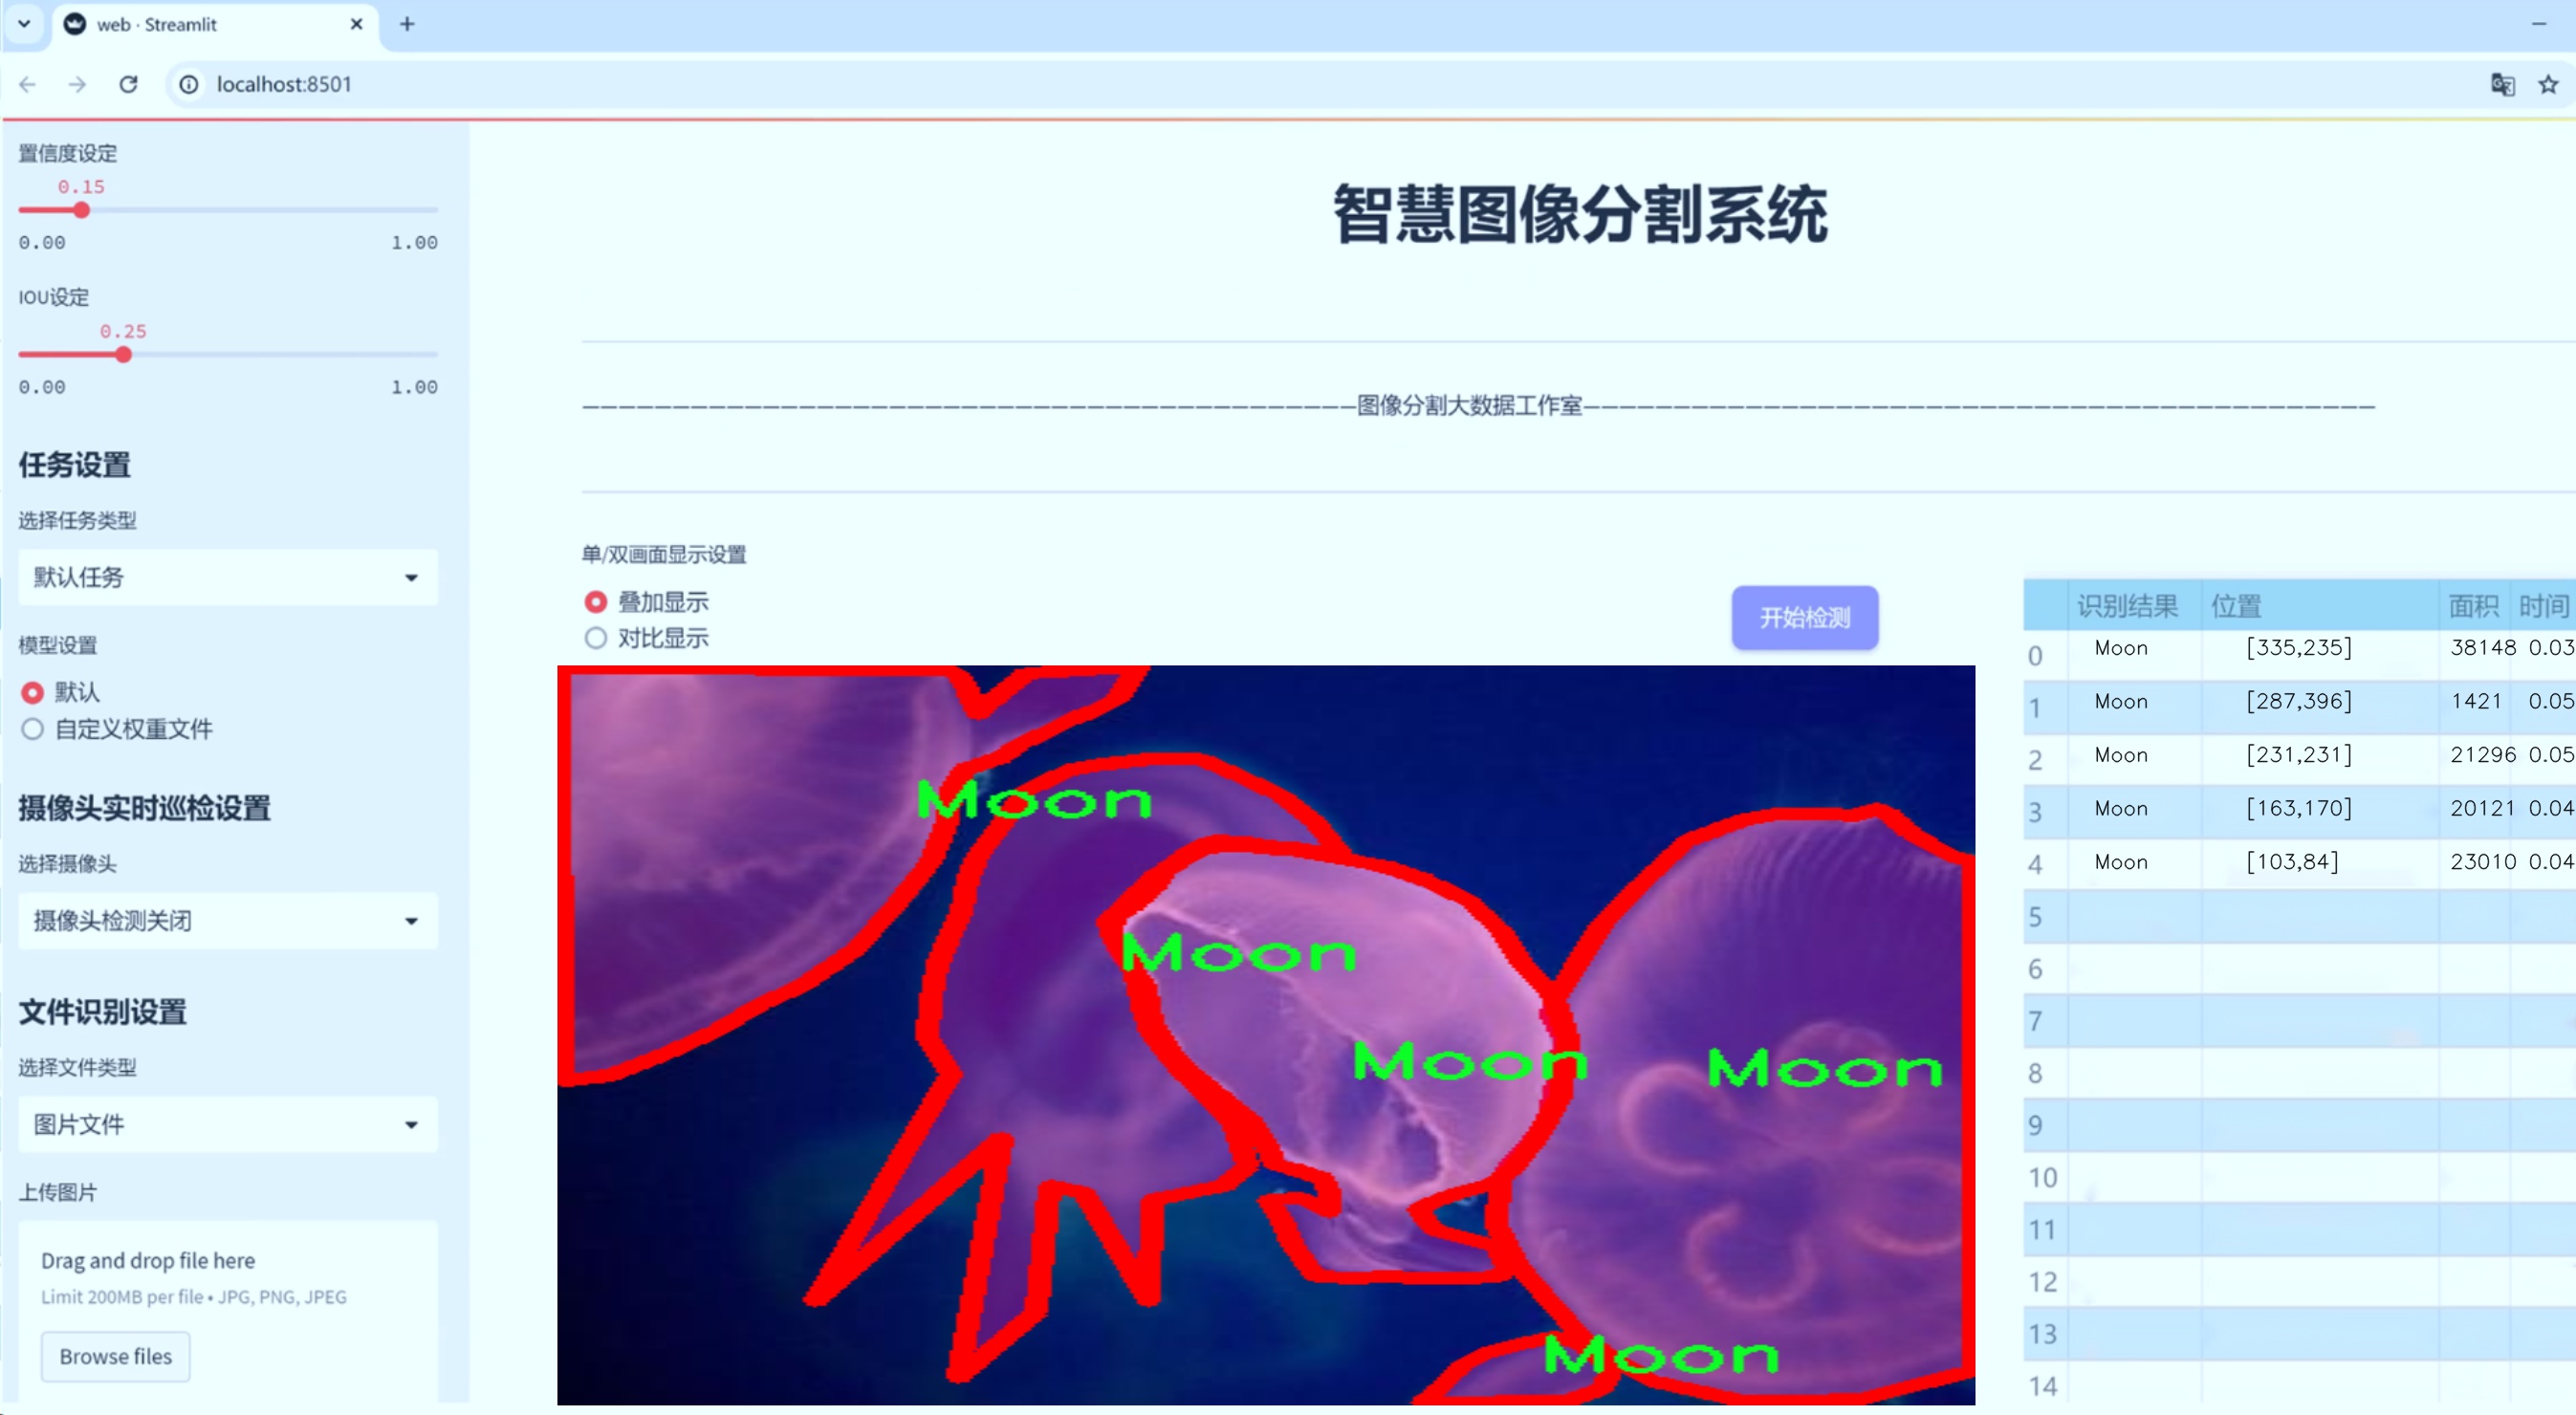 web · Streamlit
localhost:8501
置信度设定
0.15
0.00 1.00
IOU设定
0.25
0.00 1.00
任务设置
选择任务类型
默认任务
模型设置
默认
自定义权重文件
摄像头实时巡检设置
选择摄像头
摄像头检测关闭
文件识别设置
选择文件类型
图片文件
上传图片
Drag and drop file here
Limit 200MB per file • JPG, PNG, JPEG
Browse files
智慧图像分割系统
———————————————————————————————————————————图像分割大数据工作室————————————————————————————————————————————
单/双画面显示设置
叠加显示
对比显示
开始检测
Moon
Moon
Moon
Moon
Moon
识别结果 位置 面积 时间
0 Moon [335,235] 38148 0.03
1 Moon [287,396] 1421 0.05
2 Moon [231,231] 21296 0.05
3 Moon [163,170] 20121 0.04
4 Moon [103,84] 23010 0.04
5
6
7
8
9
10
11
12
13
14